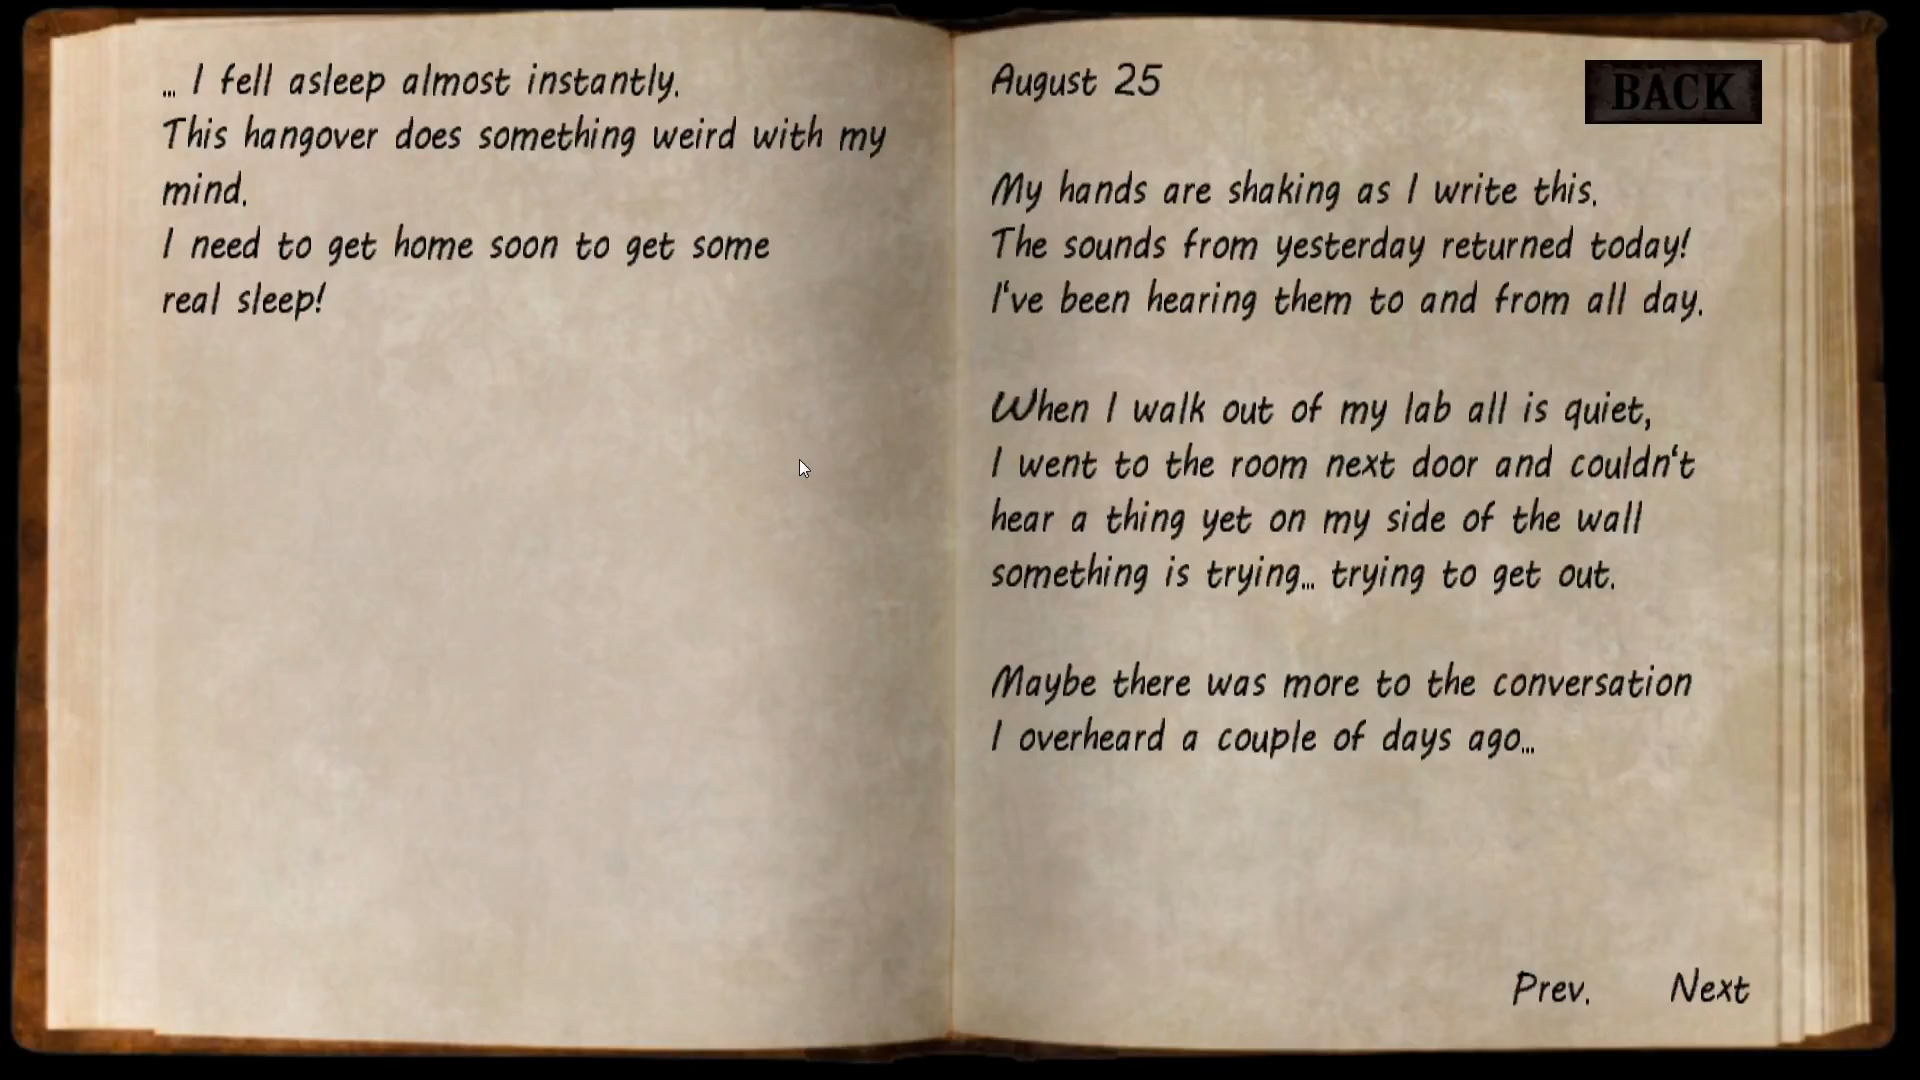 … I fell asleep almost instantly.
This hangover does something weird with my
mind.
I need to get home soon to get some
real sleep!
August 25
BACK
My hands are shaking as I write this.
The sounds from yesterday returned today!
I‘ve been hearing them to and from all day.
When I walk out of my lab all is quiet,
I went to the room next door and couldn‘t
hear a thing yet on my side of the wall
something is trying… trying to get out.
Maybe there was more to the conversation
I overheard a couple of days ago…
Prev.
Next